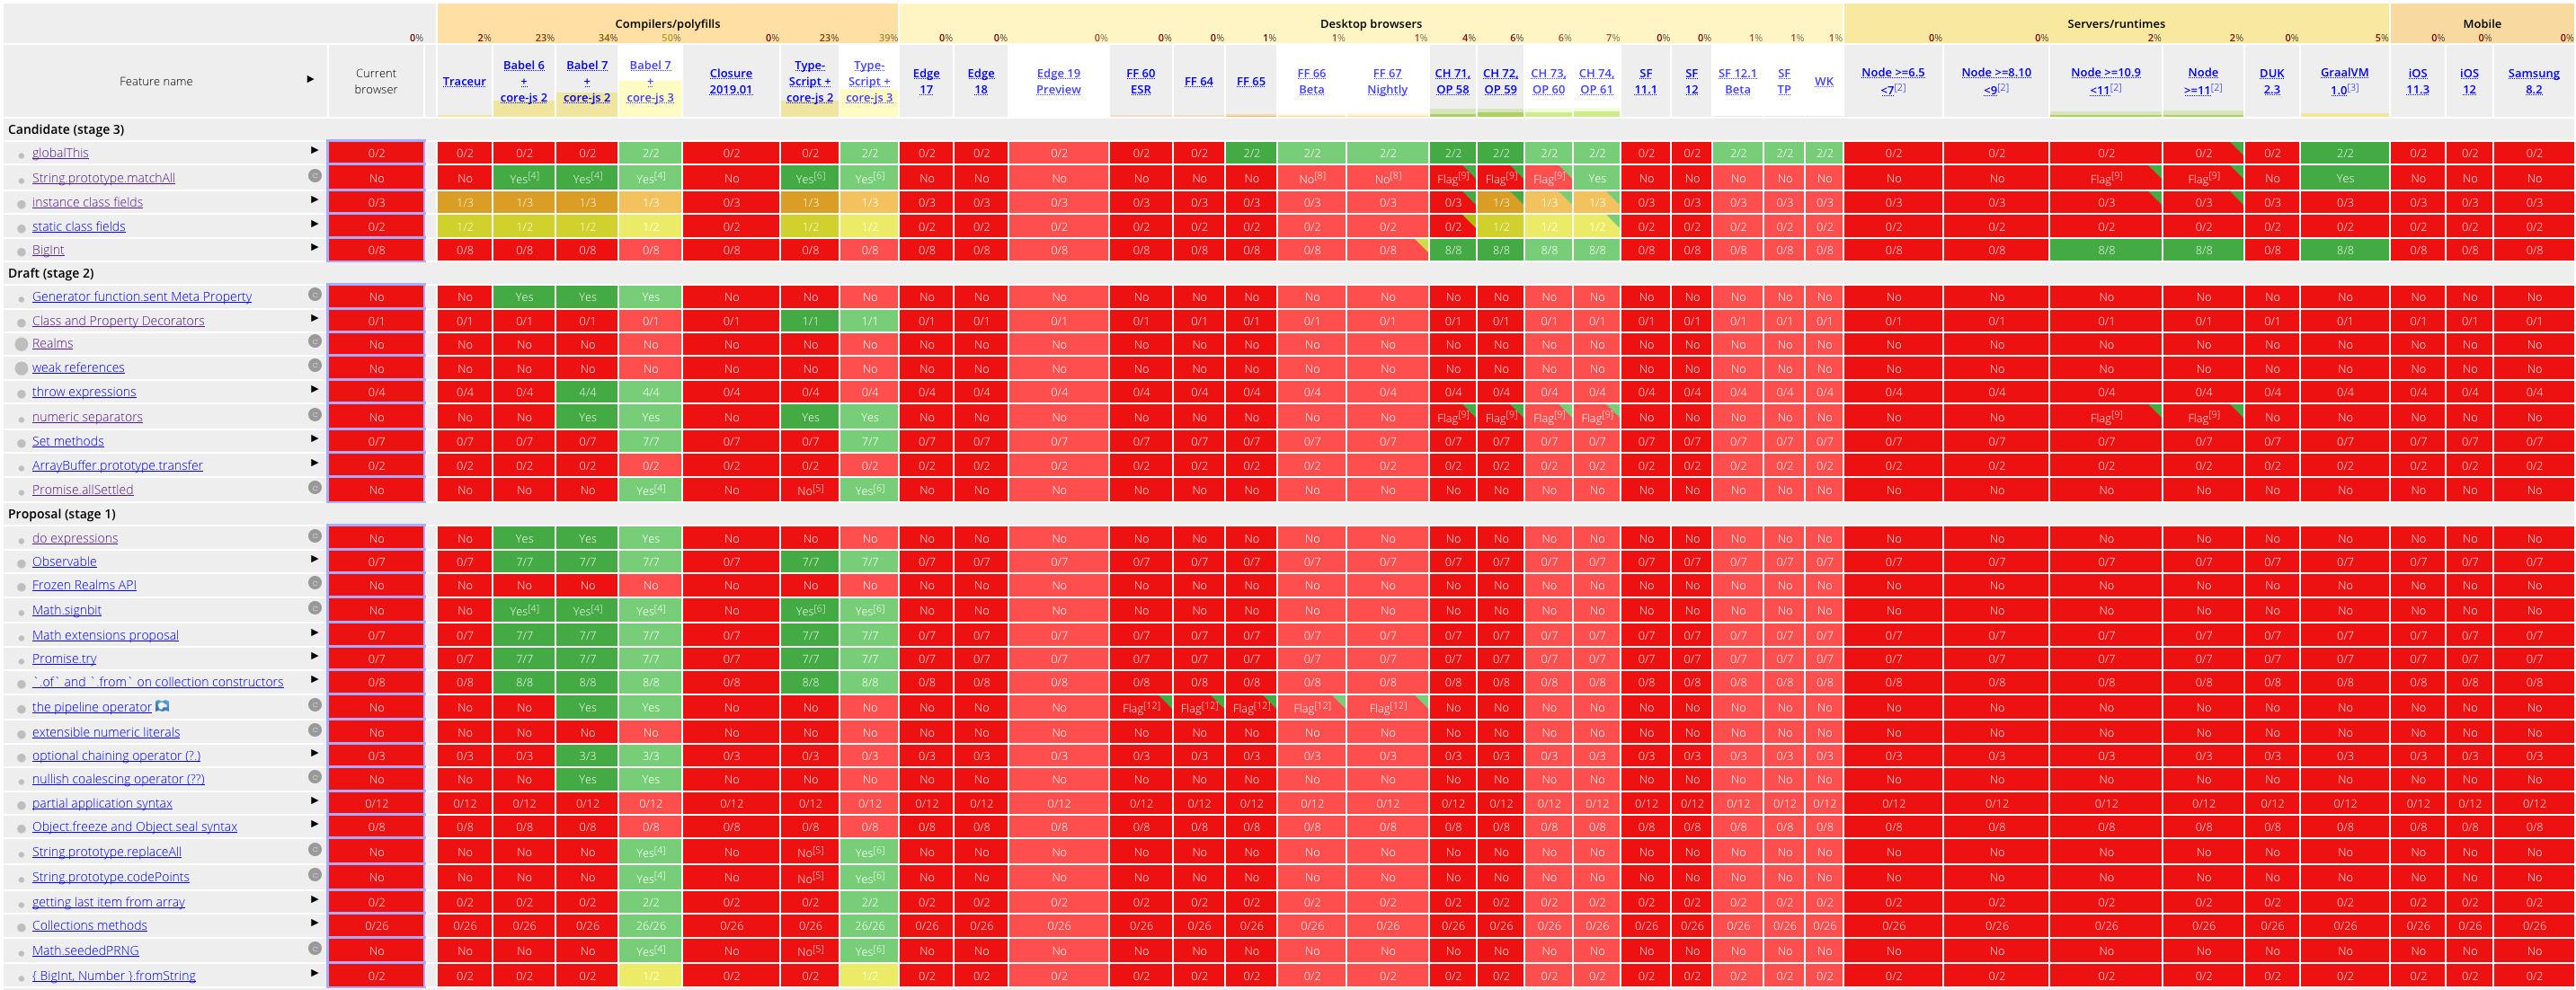 Compilers/polyfills Desktop browsers Servers/runtimes Mobile
0% 2% 23% 34% 50% 0% 23% 39% 0% 0% 0% 0% 0% 1% 1% 1% 4% 6% 6% 7% 0% 0% 1% 1% 1% 0% 0% 2% 2% 0% 5% 0% 0% 0%
Feature name ▶ Current browser Traceur Babel 6 + core-js 2 Babel 7 + core-js 2 Babel 7 + core-js 3 Closure 2019.01 Type-Script + core-js 2 Type-Script + core-js 3 Edge 17 Edge 18 Edge 19 Preview FF 60 ESR FF 64 FF 65 FF 66 Beta FF 67 Nightly CH 71, OP 58 CH 72, OP 59 CH 73, OP 60 CH 74, OP 61 SF 11.1 SF 12 SF 12.1 Beta SF TP WK Node >=6.5 <7[2] Node >=8.10 <9[2] Node >=10.9 <11[2] Node >=11[2] DUK 2.3 GraalVM 1.0[3] iOS 11.3 iOS 12 Samsung 8.2
Candidate (stage 3)
globalThis ▶ 0/2 0/2 0/2 0/2 2/2 0/2 0/2 2/2 0/2 0/2 0/2 0/2 0/2 2/2 2/2 2/2 2/2 2/2 2/2 2/2 0/2 0/2 2/2 2/2 2/2 0/2 0/2 0/2 0/2 0/2 2/2 0/2 0/2 0/2
String.prototype.matchAll c No No Yes[4] Yes[4] Yes[4] No Yes[6] Yes[6] No No No No No No No[8] No[8] Flag[9] Flag[9] Flag[9] Yes No No No No No No No Flag[9] Flag[9] No Yes No No No
instance class fields ▶ 0/3 1/3 1/3 1/3 1/3 0/3 1/3 1/3 0/3 0/3 0/3 0/3 0/3 0/3 0/3 0/3 0/3 1/3 1/3 1/3 0/3 0/3 0/3 0/3 0/3 0/3 0/3 0/3 0/3 0/3 0/3 0/3 0/3 0/3
static class fields ▶ 0/2 1/2 1/2 1/2 1/2 0/2 1/2 1/2 0/2 0/2 0/2 0/2 0/2 0/2 0/2 0/2 0/2 1/2 1/2 1/2 0/2 0/2 0/2 0/2 0/2 0/2 0/2 0/2 0/2 0/2 0/2 0/2 0/2 0/2
BigInt ▶ 0/8 0/8 0/8 0/8 0/8 0/8 0/8 0/8 0/8 0/8 0/8 0/8 0/8 0/8 0/8 0/8 8/8 8/8 8/8 8/8 0/8 0/8 0/8 0/8 0/8 0/8 0/8 8/8 8/8 0/8 8/8 0/8 0/8 0/8
Draft (stage 2)
Generator function.sent Meta Property c No No Yes Yes Yes No No No No No No No No No No No No No No No No No No No No No No No No No No No No No
Class and Property Decorators ▶ 0/1 0/1 0/1 0/1 0/1 0/1 1/1 1/1 0/1 0/1 0/1 0/1 0/1 0/1 0/1 0/1 0/1 0/1 0/1 0/1 0/1 0/1 0/1 0/1 0/1 0/1 0/1 0/1 0/1 0/1 0/1 0/1 0/1 0/1
Realms c No No No No No No No No No No No No No No No No No No No No No No No No No No No No No No No No No No
weak references c No No No No No No No No No No No No No No No No No No No No No No No No No No No No No No No No No No
throw expressions ▶ 0/4 0/4 0/4 4/4 4/4 0/4 0/4 0/4 0/4 0/4 0/4 0/4 0/4 0/4 0/4 0/4 0/4 0/4 0/4 0/4 0/4 0/4 0/4 0/4 0/4 0/4 0/4 0/4 0/4 0/4 0/4 0/4 0/4 0/4
numeric separators c No No No Yes Yes No Yes Yes No No No No No No No No Flag[9] Flag[9] Flag[9] Flag[9] No No No No No No No Flag[9] Flag[9] No No No No No
Set methods ▶ 0/7 0/7 0/7 0/7 7/7 0/7 0/7 7/7 0/7 0/7 0/7 0/7 0/7 0/7 0/7 0/7 0/7 0/7 0/7 0/7 0/7 0/7 0/7 0/7 0/7 0/7 0/7 0/7 0/7 0/7 0/7 0/7 0/7 0/7
ArrayBuffer.prototype.transfer ▶ 0/2 0/2 0/2 0/2 0/2 0/2 0/2 0/2 0/2 0/2 0/2 0/2 0/2 0/2 0/2 0/2 0/2 0/2 0/2 0/2 0/2 0/2 0/2 0/2 0/2 0/2 0/2 0/2 0/2 0/2 0/2 0/2 0/2 0/2
Promise.allSettled c No No No No Yes[4] No No[5] Yes[6] No No No No No No No No No No No No No No No No No No No No No No No No No No
Proposal (stage 1)
do expressions c No No Yes Yes Yes No No No No No No No No No No No No No No No No No No No No No No No No No No No No No
Observable ▶ 0/7 0/7 7/7 7/7 7/7 0/7 7/7 7/7 0/7 0/7 0/7 0/7 0/7 0/7 0/7 0/7 0/7 0/7 0/7 0/7 0/7 0/7 0/7 0/7 0/7 0/7 0/7 0/7 0/7 0/7 0/7 0/7 0/7 0/7
Frozen Realms API c No No No No No No No No No No No No No No No No No No No No No No No No No No No No No No No No No No
Math.signbit c No No Yes[4] Yes[4] Yes[4] No Yes[6] Yes[6] No No No No No No No No No No No No No No No No No No No No No No No No No No
Math extensions proposal ▶ 0/7 0/7 7/7 7/7 7/7 0/7 7/7 7/7 0/7 0/7 0/7 0/7 0/7 0/7 0/7 0/7 0/7 0/7 0/7 0/7 0/7 0/7 0/7 0/7 0/7 0/7 0/7 0/7 0/7 0/7 0/7 0/7 0/7 0/7
Promise.try ▶ 0/7 0/7 7/7 7/7 7/7 0/7 7/7 7/7 0/7 0/7 0/7 0/7 0/7 0/7 0/7 0/7 0/7 0/7 0/7 0/7 0/7 0/7 0/7 0/7 0/7 0/7 0/7 0/7 0/7 0/7 0/7 0/7 0/7 0/7
`.of` and `.from` on collection constructors ▶ 0/8 0/8 8/8 8/8 8/8 0/8 8/8 8/8 0/8 0/8 0/8 0/8 0/8 0/8 0/8 0/8 0/8 0/8 0/8 0/8 0/8 0/8 0/8 0/8 0/8 0/8 0/8 0/8 0/8 0/8 0/8 0/8 0/8 0/8
the pipeline operator c No No No Yes Yes No No No No No No Flag[12] Flag[12] Flag[12] Flag[12] Flag[12] No No No No No No No No No No No No No No No No No No
extensible numeric literals c No No No No No No No No No No No No No No No No No No No No No No No No No No No No No No No No No No
optional chaining operator (?.) ▶ 0/3 0/3 0/3 3/3 3/3 0/3 0/3 0/3 0/3 0/3 0/3 0/3 0/3 0/3 0/3 0/3 0/3 0/3 0/3 0/3 0/3 0/3 0/3 0/3 0/3 0/3 0/3 0/3 0/3 0/3 0/3 0/3 0/3 0/3
nullish coalescing operator (??) c No No No Yes Yes No No No No No No No No No No No No No No No No No No No No No No No No No No No No No
partial application syntax ▶ 0/12 0/12 0/12 0/12 0/12 0/12 0/12 0/12 0/12 0/12 0/12 0/12 0/12 0/12 0/12 0/12 0/12 0/12 0/12 0/12 0/12 0/12 0/12 0/12 0/12 0/12 0/12 0/12 0/12 0/12 0/12 0/12 0/12 0/12
Object.freeze and Object.seal syntax ▶ 0/8 0/8 0/8 0/8 0/8 0/8 0/8 0/8 0/8 0/8 0/8 0/8 0/8 0/8 0/8 0/8 0/8 0/8 0/8 0/8 0/8 0/8 0/8 0/8 0/8 0/8 0/8 0/8 0/8 0/8 0/8 0/8 0/8 0/8
String.prototype.replaceAll c No No No No Yes[4] No No[5] Yes[6] No No No No No No No No No No No No No No No No No No No No No No No No No No
String.prototype.codePoints c No No No No Yes[4] No No[5] Yes[6] No No No No No No No No No No No No No No No No No No No No No No No No No No
getting last item from array ▶ 0/2 0/2 0/2 0/2 2/2 0/2 0/2 2/2 0/2 0/2 0/2 0/2 0/2 0/2 0/2 0/2 0/2 0/2 0/2 0/2 0/2 0/2 0/2 0/2 0/2 0/2 0/2 0/2 0/2 0/2 0/2 0/2 0/2 0/2
Collections methods ▶ 0/26 0/26 0/26 0/26 26/26 0/26 0/26 26/26 0/26 0/26 0/26 0/26 0/26 0/26 0/26 0/26 0/26 0/26 0/26 0/26 0/26 0/26 0/26 0/26 0/26 0/26 0/26 0/26 0/26 0/26 0/26 0/26 0/26 0/26
Math.seededPRNG c No No No No Yes[4] No No[5] Yes[6] No No No No No No No No No No No No No No No No No No No No No No No No No No
{ BigInt, Number }.fromString ▶ 0/2 0/2 0/2 0/2 1/2 0/2 0/2 1/2 0/2 0/2 0/2 0/2 0/2 0/2 0/2 0/2 0/2 0/2 0/2 0/2 0/2 0/2 0/2 0/2 0/2 0/2 0/2 0/2 0/2 0/2 0/2 0/2 0/2 0/2